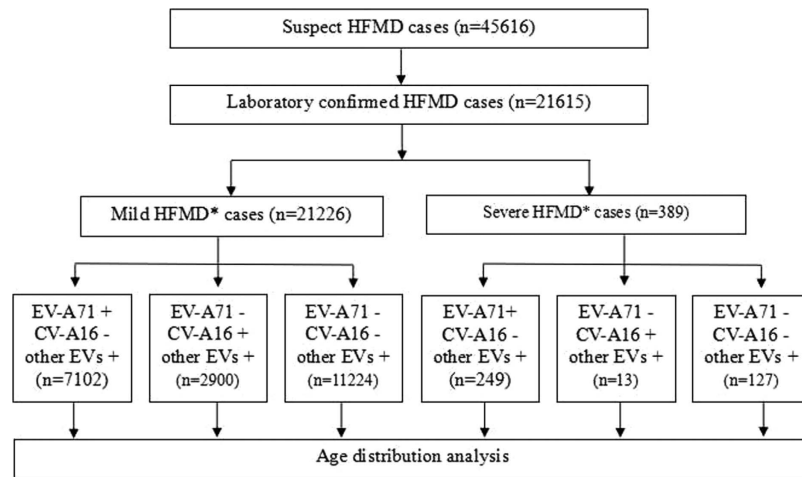 Suspect HFMD cases (n=45616)
Laboratory confirmed HFMD cases (n=21615)
Mild HFMD* cases (n=21226)
Severe HFMD* cases (n=389)
EV-A71 +
CV-A16 -
other EVs +
(n=7102)
EV-A71 -
CV-A16 +
other EVs +
(n=2900)
EV-A71 -
CV-A16 -
other EVs +
(n=11224)
EV-A71+
CV-A16 -
other EVs +
(n=249)
EV-A71 -
CV-A16 +
other EVs +
(n=13)
EV-A71 -
CV-A16 -
other EVs +
(n=127)
Age distribution analysis